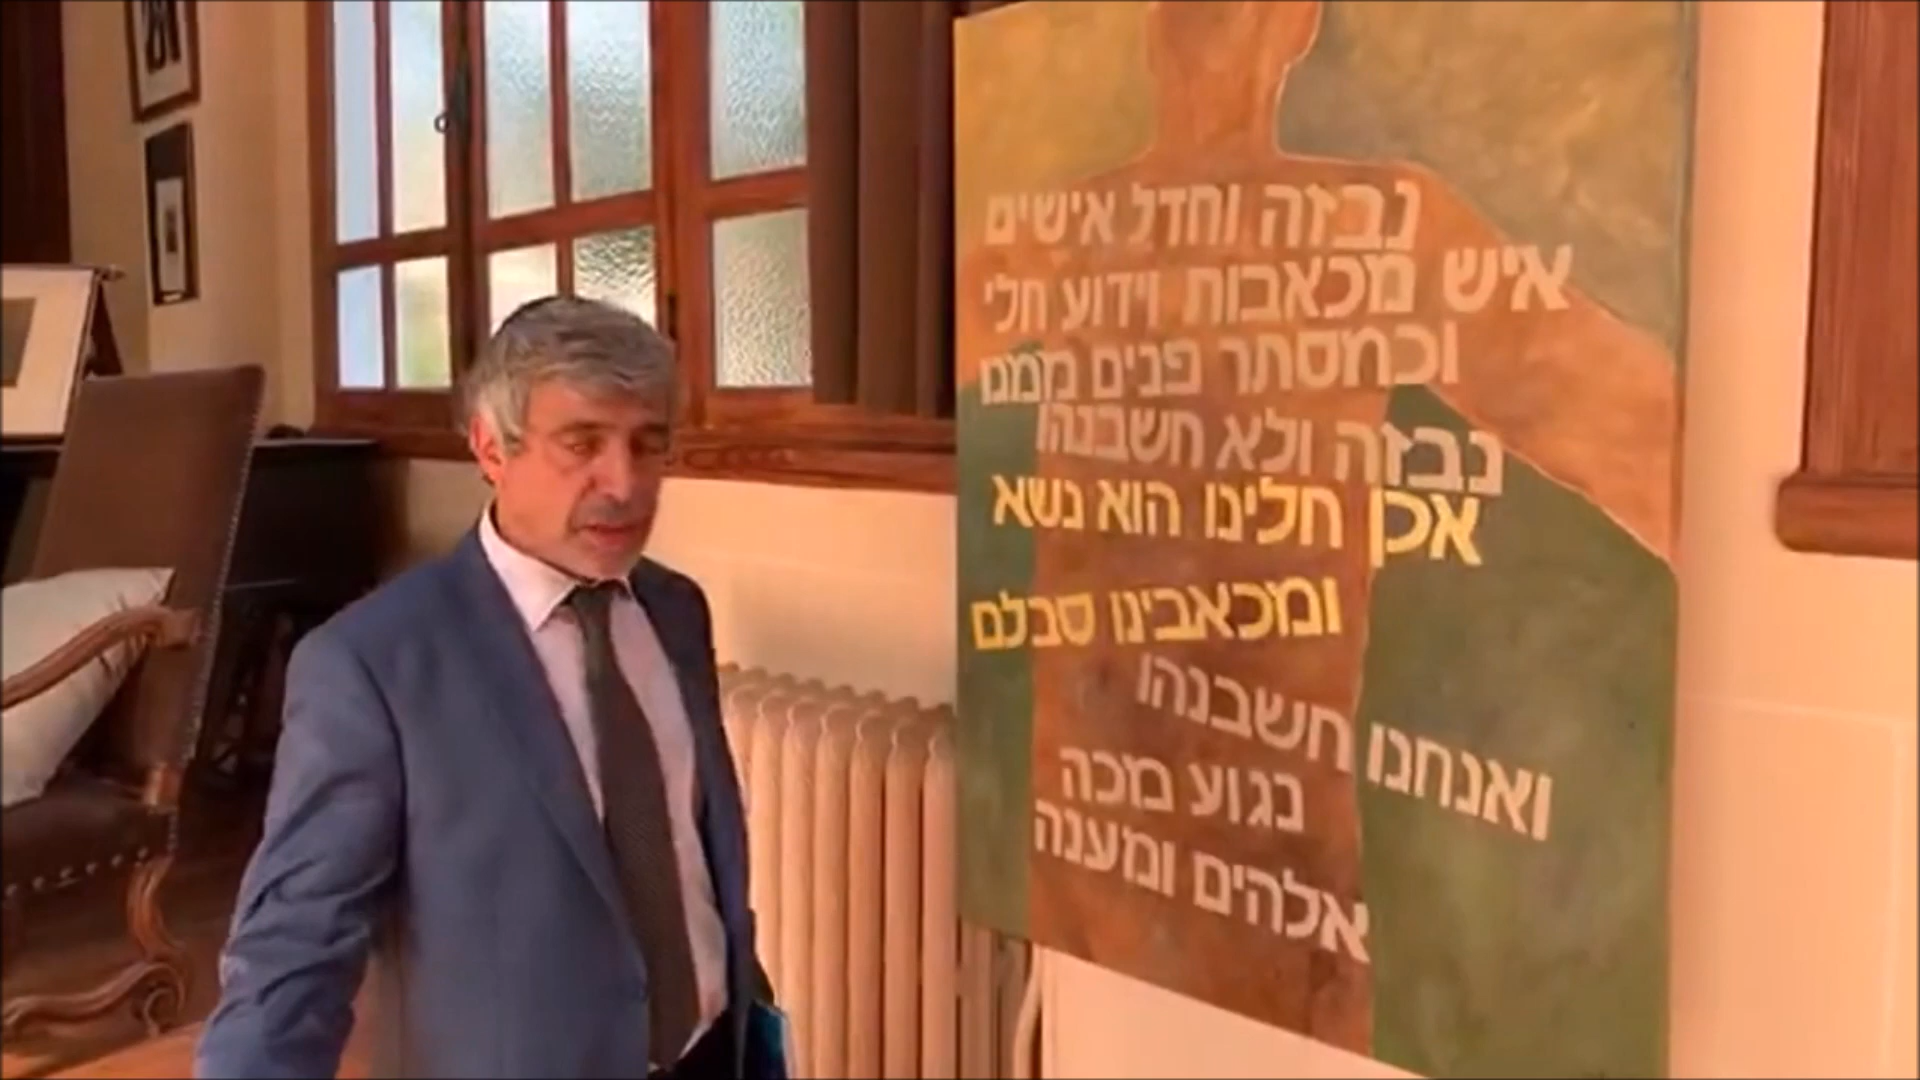 נבזה וחדל אישים
איש מכאבות וידוע חלי
וכמסתר פנים ממנו
נבזה ולא חשבנהו
אכן חלינו הוא נשא
ומכאבינו סבלם
ואנחנו חשבנהו
נגוע מכה
אלהים ומענה